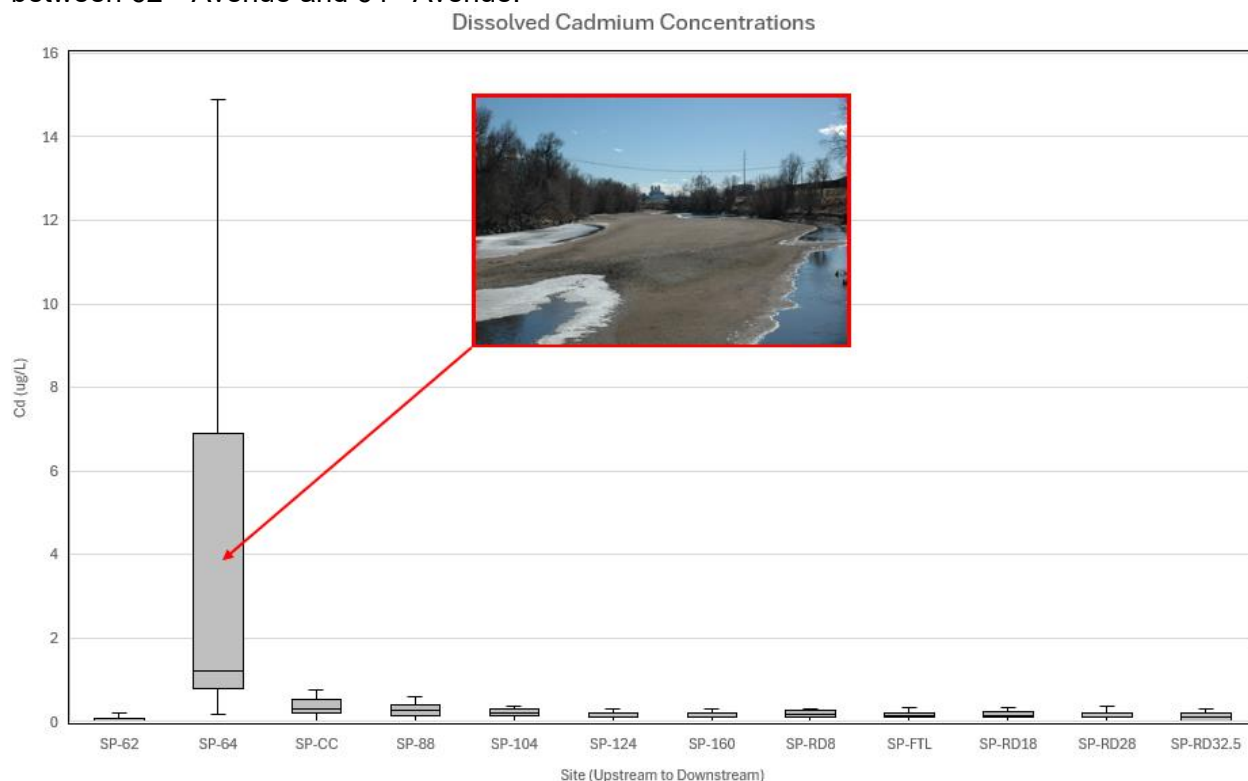 Dissolved Cadmium Concentrations
16
14
12
10
8
6
4
2
0
Cd (ug/L)
SP-62 SP-64 SP-CC SP-88 SP-104 SP-124 SP-160 SP-RD8 SP-FTL SP-RD18 SP-RD28 SP-RD32.5
Site (Upstream to Downstream)